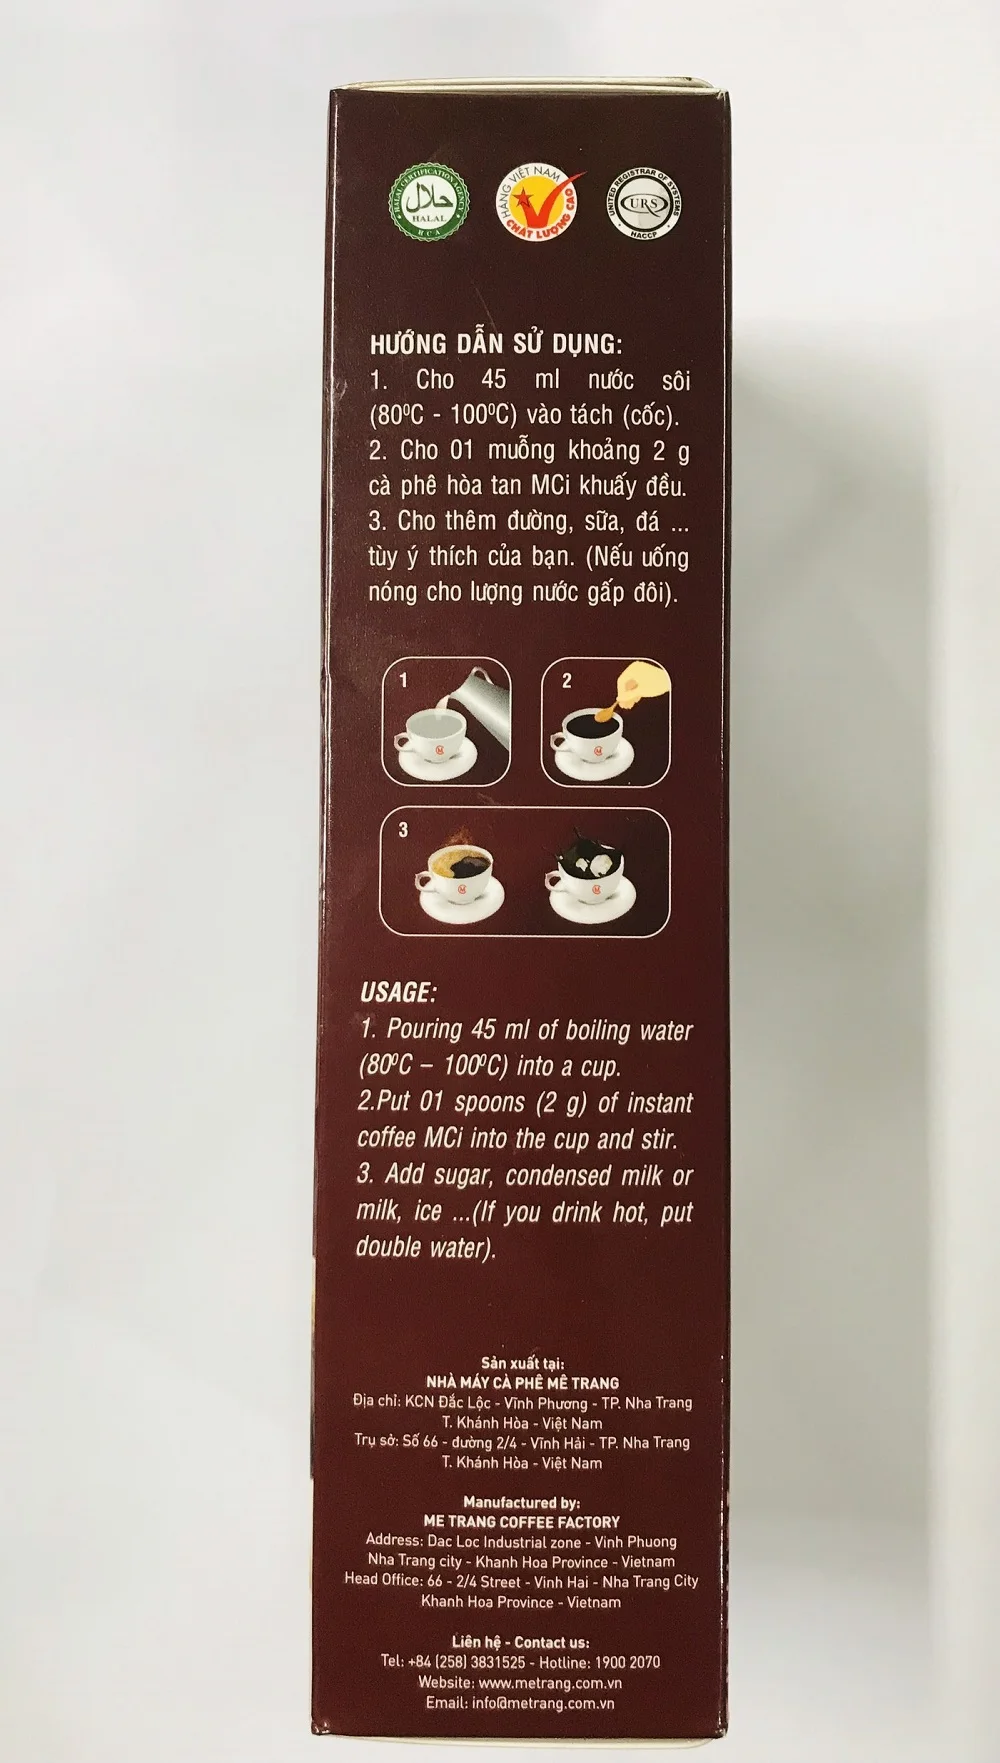 HALAL CERTIFICATION AGENCY
حلال
HALAL
HCA
HÀNG VIỆT NAM
CHẤT LƯỢNG CAO
UNITED REGISTRAR OF SYSTEMS
URS
HACCP
HƯỚNG DẪN SỬ DỤNG:
1. Cho 45 ml nước sôi
(80⁰C - 100⁰C) vào tách (cốc).
2. Cho 01 muỗng khoảng 2 g
cà phê hòa tan MCi khuấy đều.
3. Cho thêm đường, sữa, đá ...
tùy ý thích của bạn. (Nếu uống
nóng cho lượng nước gấp đôi).
1
2
3
USAGE:
1. Pouring 45 ml of boiling water
(80⁰C – 100⁰C) into a cup.
2.Put 01 spoons (2 g) of instant
coffee MCi into the cup and stir.
3. Add sugar, condensed milk or
milk, ice ...(If you drink hot, put
double water).
Sản xuất tại:
NHÀ MÁY CÀ PHÊ MÊ TRANG
Địa chỉ: KCN Đắc Lộc - Vĩnh Phương - TP. Nha Trang
T. Khánh Hòa - Việt Nam
Trụ sở: Số 66 - đường 2/4 - Vĩnh Hải - TP. Nha Trang
T. Khánh Hòa - Việt Nam
Manufactured by:
ME TRANG COFFEE FACTORY
Address: Dac Loc Industrial zone - Vinh Phuong
Nha Trang city - Khanh Hoa Province - Vietnam
Head Office: 66 - 2/4 Street - Vinh Hai - Nha Trang City
Khanh Hoa Province - Vietnam
Liên hệ - Contact us:
Tel: +84 (258) 3831525 - Hotline: 1900 2070
Website: www.metrang.com.vn
Email: info@metrang.com.vn